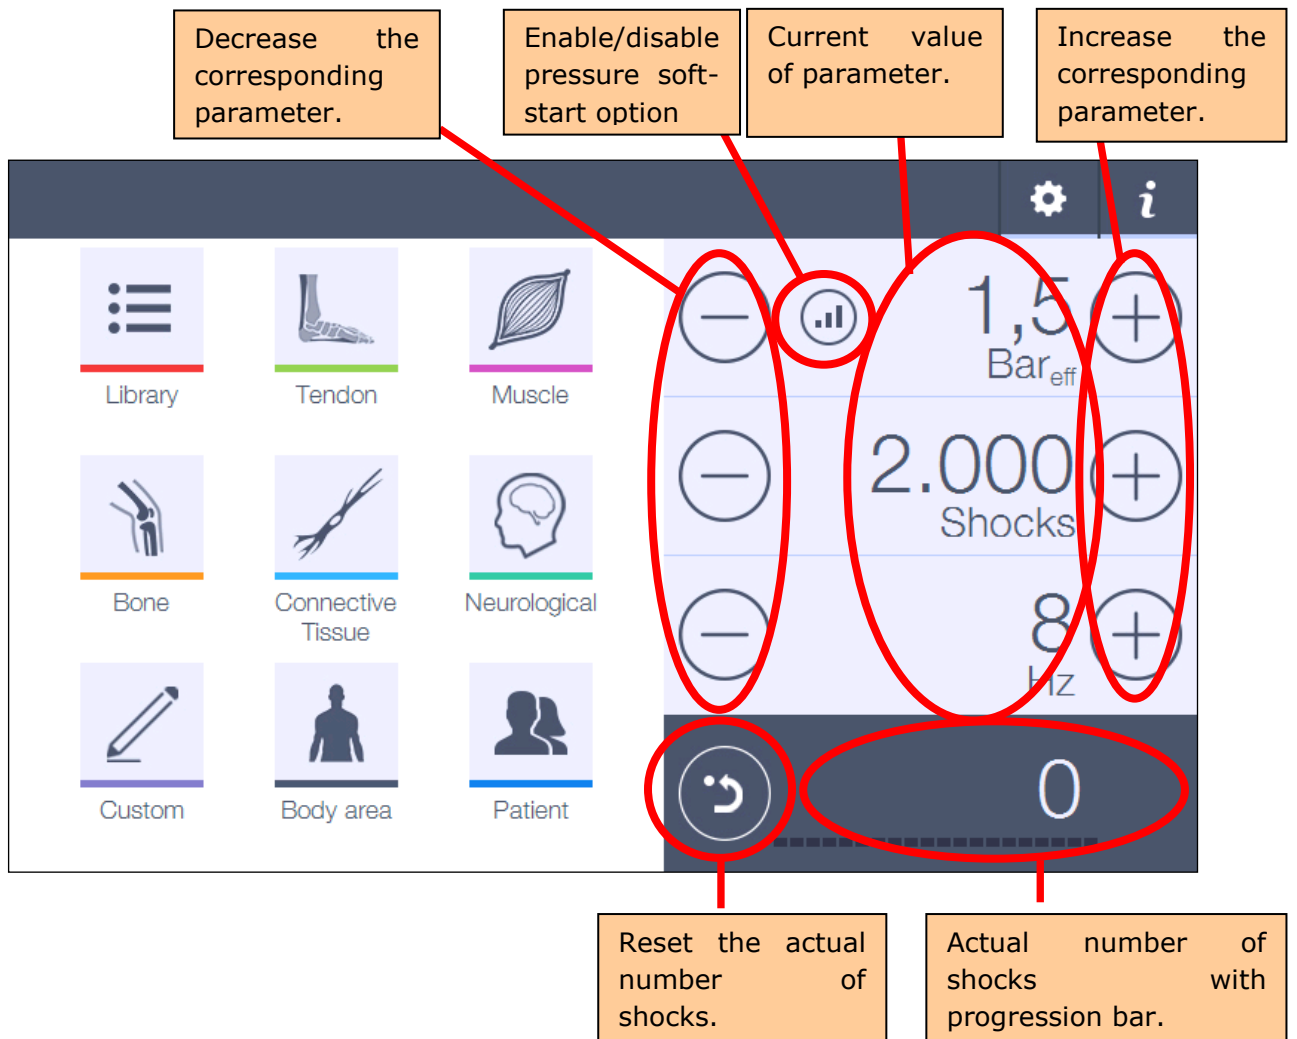 Decrease the
corresponding
parameter.
Enable/disable
pressure soft-
start option
Current value
of parameter.
Increase the
corresponding
parameter.
i
1,5
Bar eff
Library
Tendon
Muscle
2.000
Shocks
Bone
Connective
Tissue
Neurological
8
Hz
Custom
Body area
Patient
0
Reset the actual
number of
shocks.
Actual number of
shocks with
progression bar.